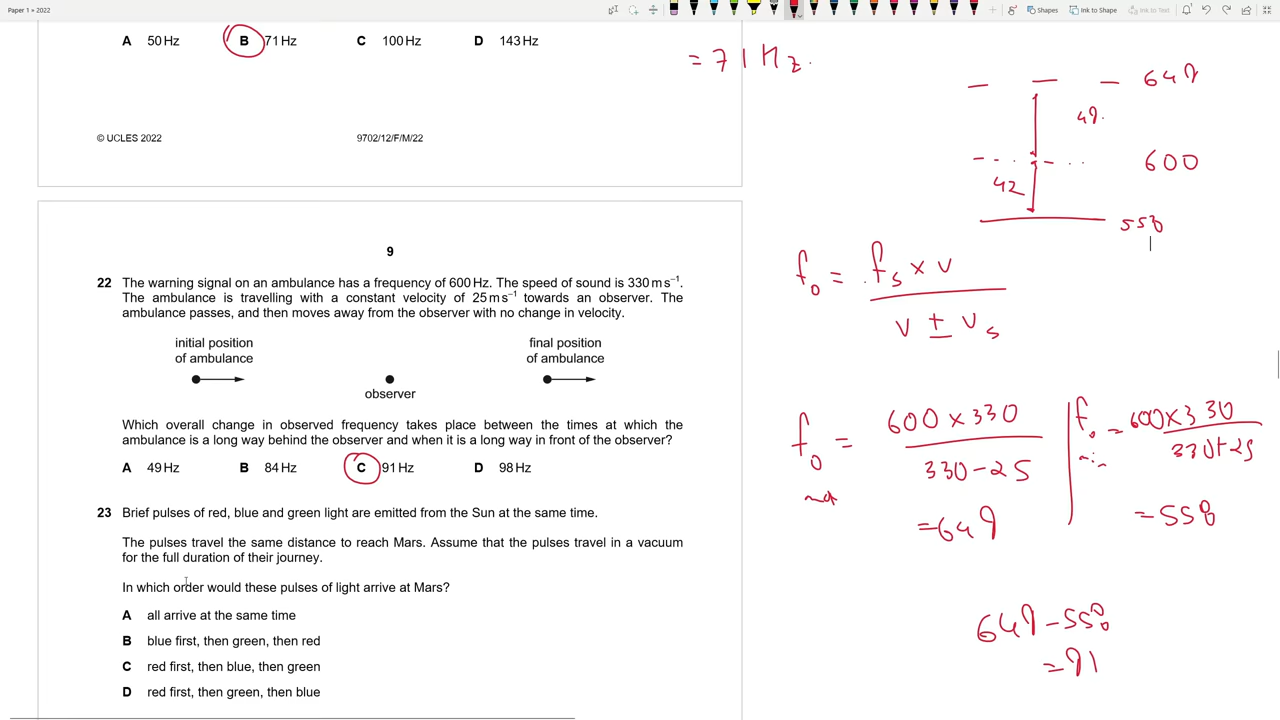 Paper 1 » 2022
Shapes Ink to Shape Ink to Text
A 50 Hz B 71 Hz C 100 Hz D 143 Hz
= 71 Hz.
© UCLES 2022 9702/12/F/M/22
649
49.
600
42
558
9
22 The warning signal on an ambulance has a frequency of 600 Hz. The speed of sound is 330 m s⁻¹.
The ambulance is travelling with a constant velocity of 25 m s⁻¹ towards an observer. The
ambulance passes, and then moves away from the observer with no change in velocity.
initial position final position
of ambulance of ambulance
observer
Which overall change in observed frequency takes place between the times at which the
ambulance is a long way behind the observer and when it is a long way in front of the observer?
A 49 Hz B 84 Hz C 91 Hz D 98 Hz
23 Brief pulses of red, blue and green light are emitted from the Sun at the same time.
The pulses travel the same distance to reach Mars. Assume that the pulses travel in a vacuum
for the full duration of their journey.
In which order would these pulses of light arrive at Mars?
A all arrive at the same time
B blue first, then green, then red
C red first, then blue, then green
D red first, then green, then blue
f₀ = fₛ × v
v ± vₛ
f₀ = 600 × 330
330 - 25
= 649
f₀ = 600 × 330
min 330 + 25
= 558
649 - 558
= 91